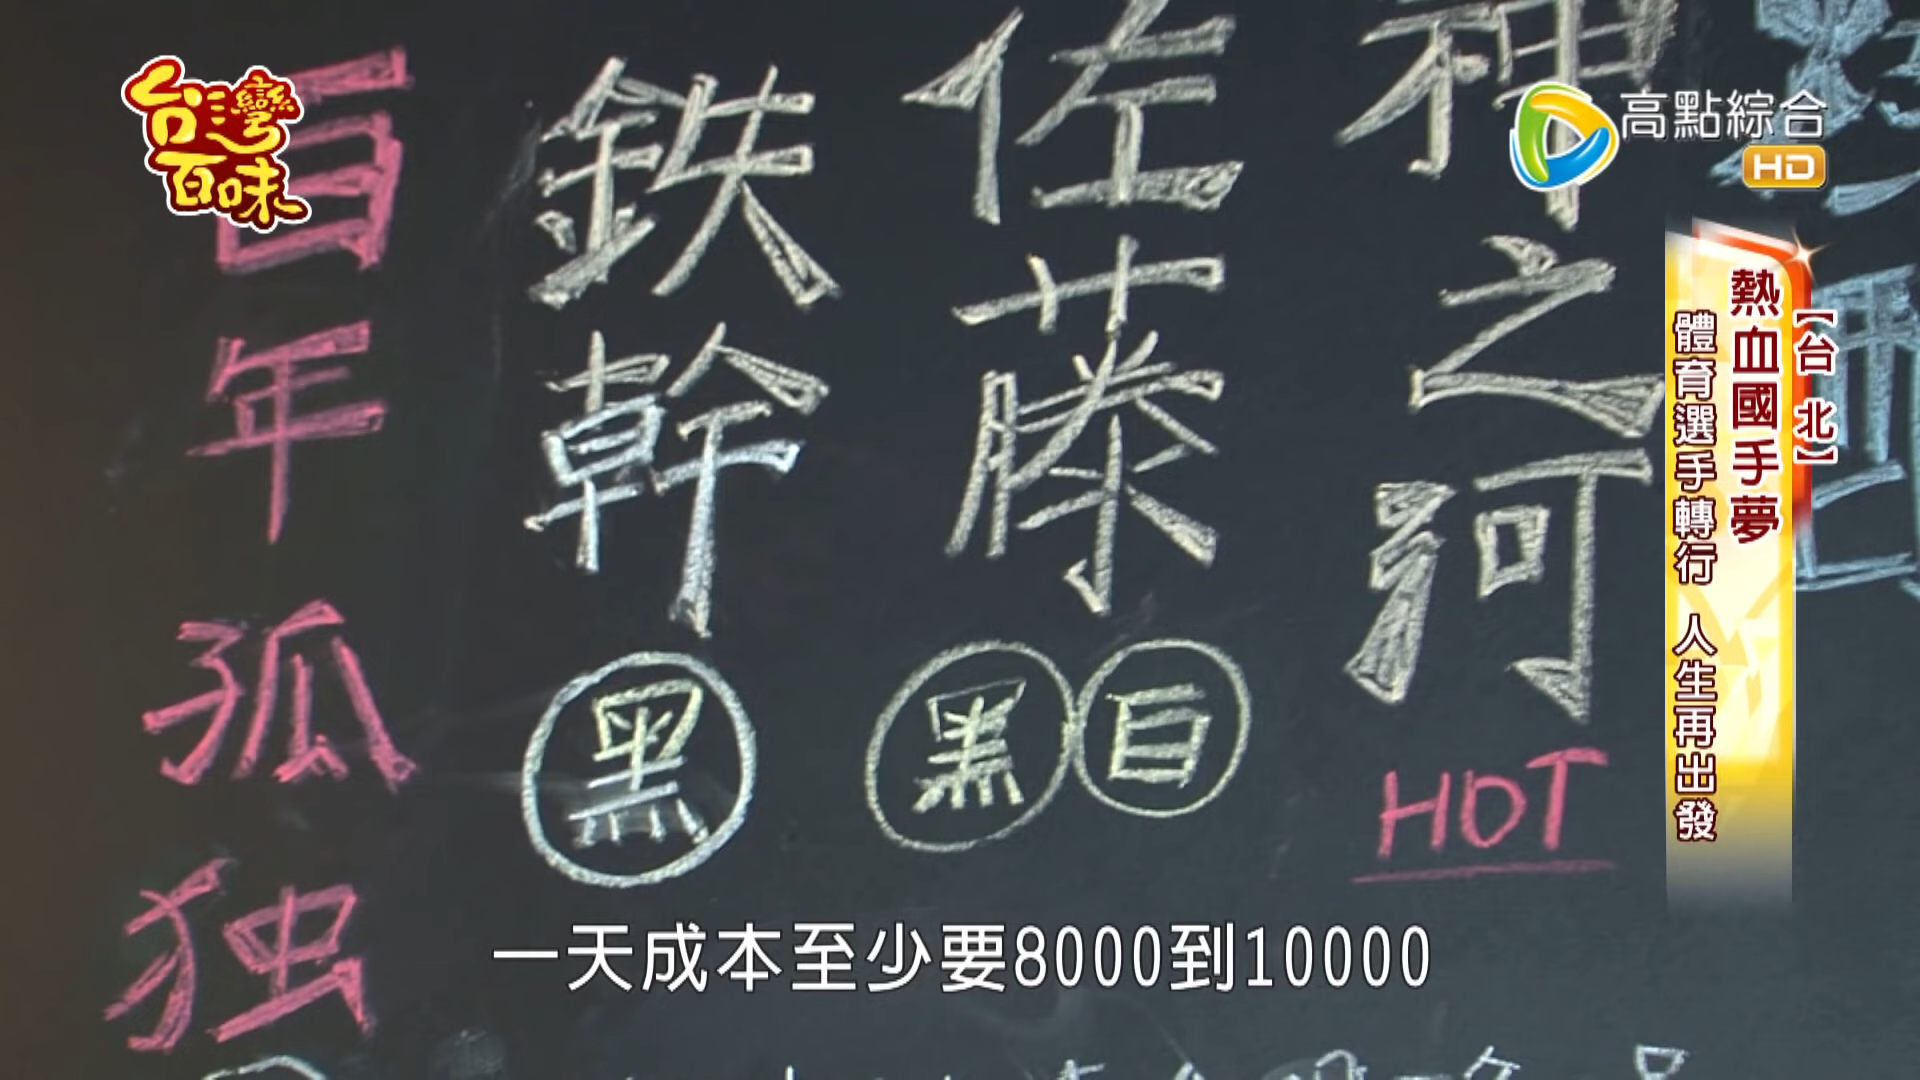 台灣百味
高點綜合
HD
【台北】
熱血國手夢
體育選手轉行 人生再出發
神之河
HOT
佐藤
黑 白
鉄幹
黑
百年孤独
一天成本至少要8000到10000